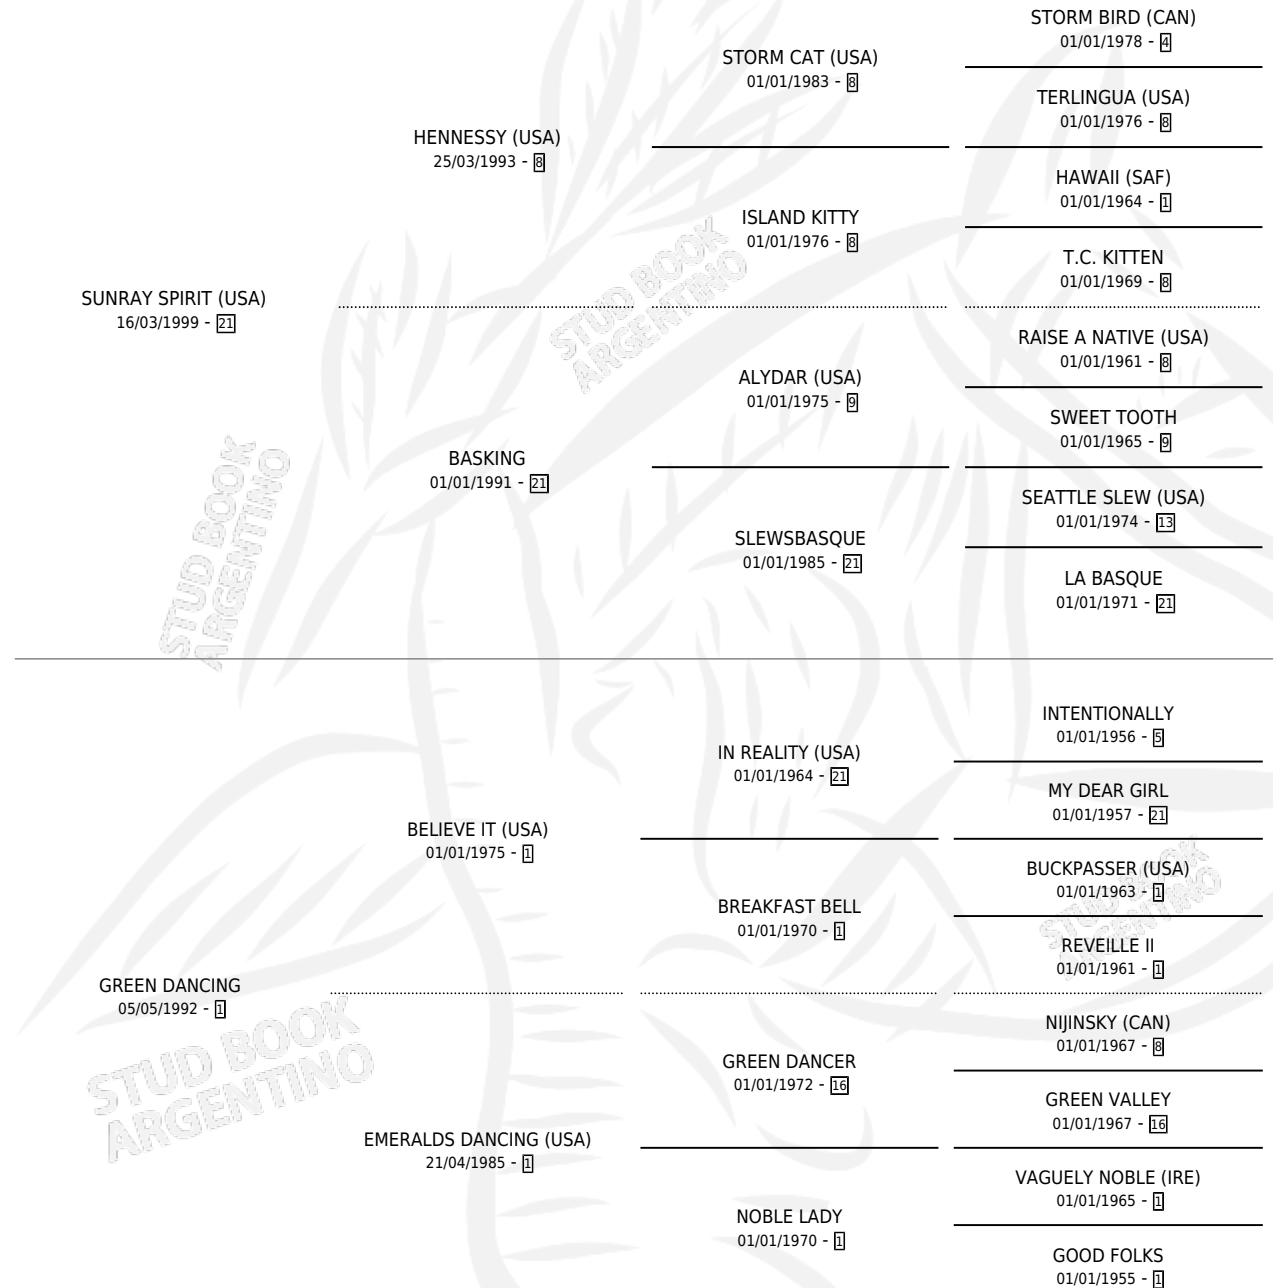 STORM BIRD (CAN)
01/01/1978 - 4
STORM CAT (USA)
01/01/1983 - 8
TERLINGUA (USA)
01/01/1976 - 8
HENNESSY (USA)
25/03/1993 - 8
HAWAII (SAF)
01/01/1964 - 1
ISLAND KITTY
01/01/1976 - 8
T.C. KITTEN
01/01/1969 - 8
SUNRAY SPIRIT (USA)
16/03/1999 - 21
RAISE A NATIVE (USA)
01/01/1961 - 8
ALYDAR (USA)
01/01/1975 - 9
SWEET TOOTH
01/01/1965 - 9
BASKING
01/01/1991 - 21
SEATTLE SLEW (USA)
01/01/1974 - 13
SLEWSBASQUE
01/01/1985 - 21
LA BASQUE
01/01/1971 - 21
INTENTIONALLY
01/01/1956 - 5
IN REALITY (USA)
01/01/1964 - 21
MY DEAR GIRL
01/01/1957 - 21
BELIEVE IT (USA)
01/01/1975 - 1
BUCKPASSER (USA)
01/01/1963 - 1
BREAKFAST BELL
01/01/1970 - 1
REVEILLE II
01/01/1961 - 1
GREEN DANCING
05/05/1992 - 1
NIJINSKY (CAN)
01/01/1967 - 8
GREEN DANCER
01/01/1972 - 16
GREEN VALLEY
01/01/1967 - 16
EMERALDS DANCING (USA)
21/04/1985 - 1
VAGUELY NOBLE (IRE)
01/01/1965 - 1
NOBLE LADY
01/01/1970 - 1
GOOD FOLKS
01/01/1955 - 1
STUD BOOK
ARGENTINO
STUD BOOK
ARGENTINO
STUD BOOK
ARGENTINO
STUD BOOK
ARGENTINO